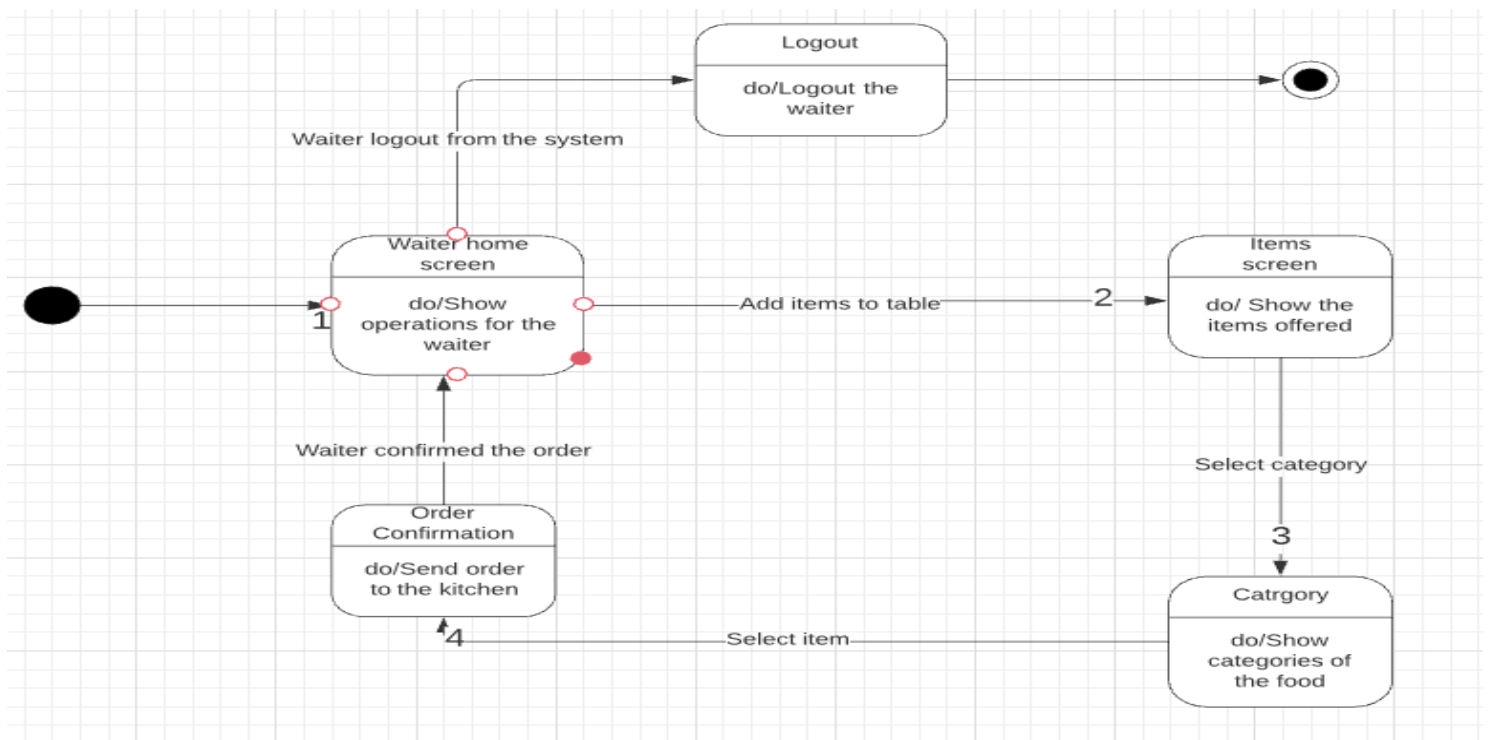 Logout
do/Logout the
waiter
Waiter logout from the system
Waiter home
screen
do/Show
operations for the
waiter
1
Add items to table
2
Items
screen
do/ Show the
items offered
Waiter confirmed the order
Select category
3
Order
Confirmation
do/Send order
to the kitchen
4
Select item
Catrgory
do/Show
categories of
the food